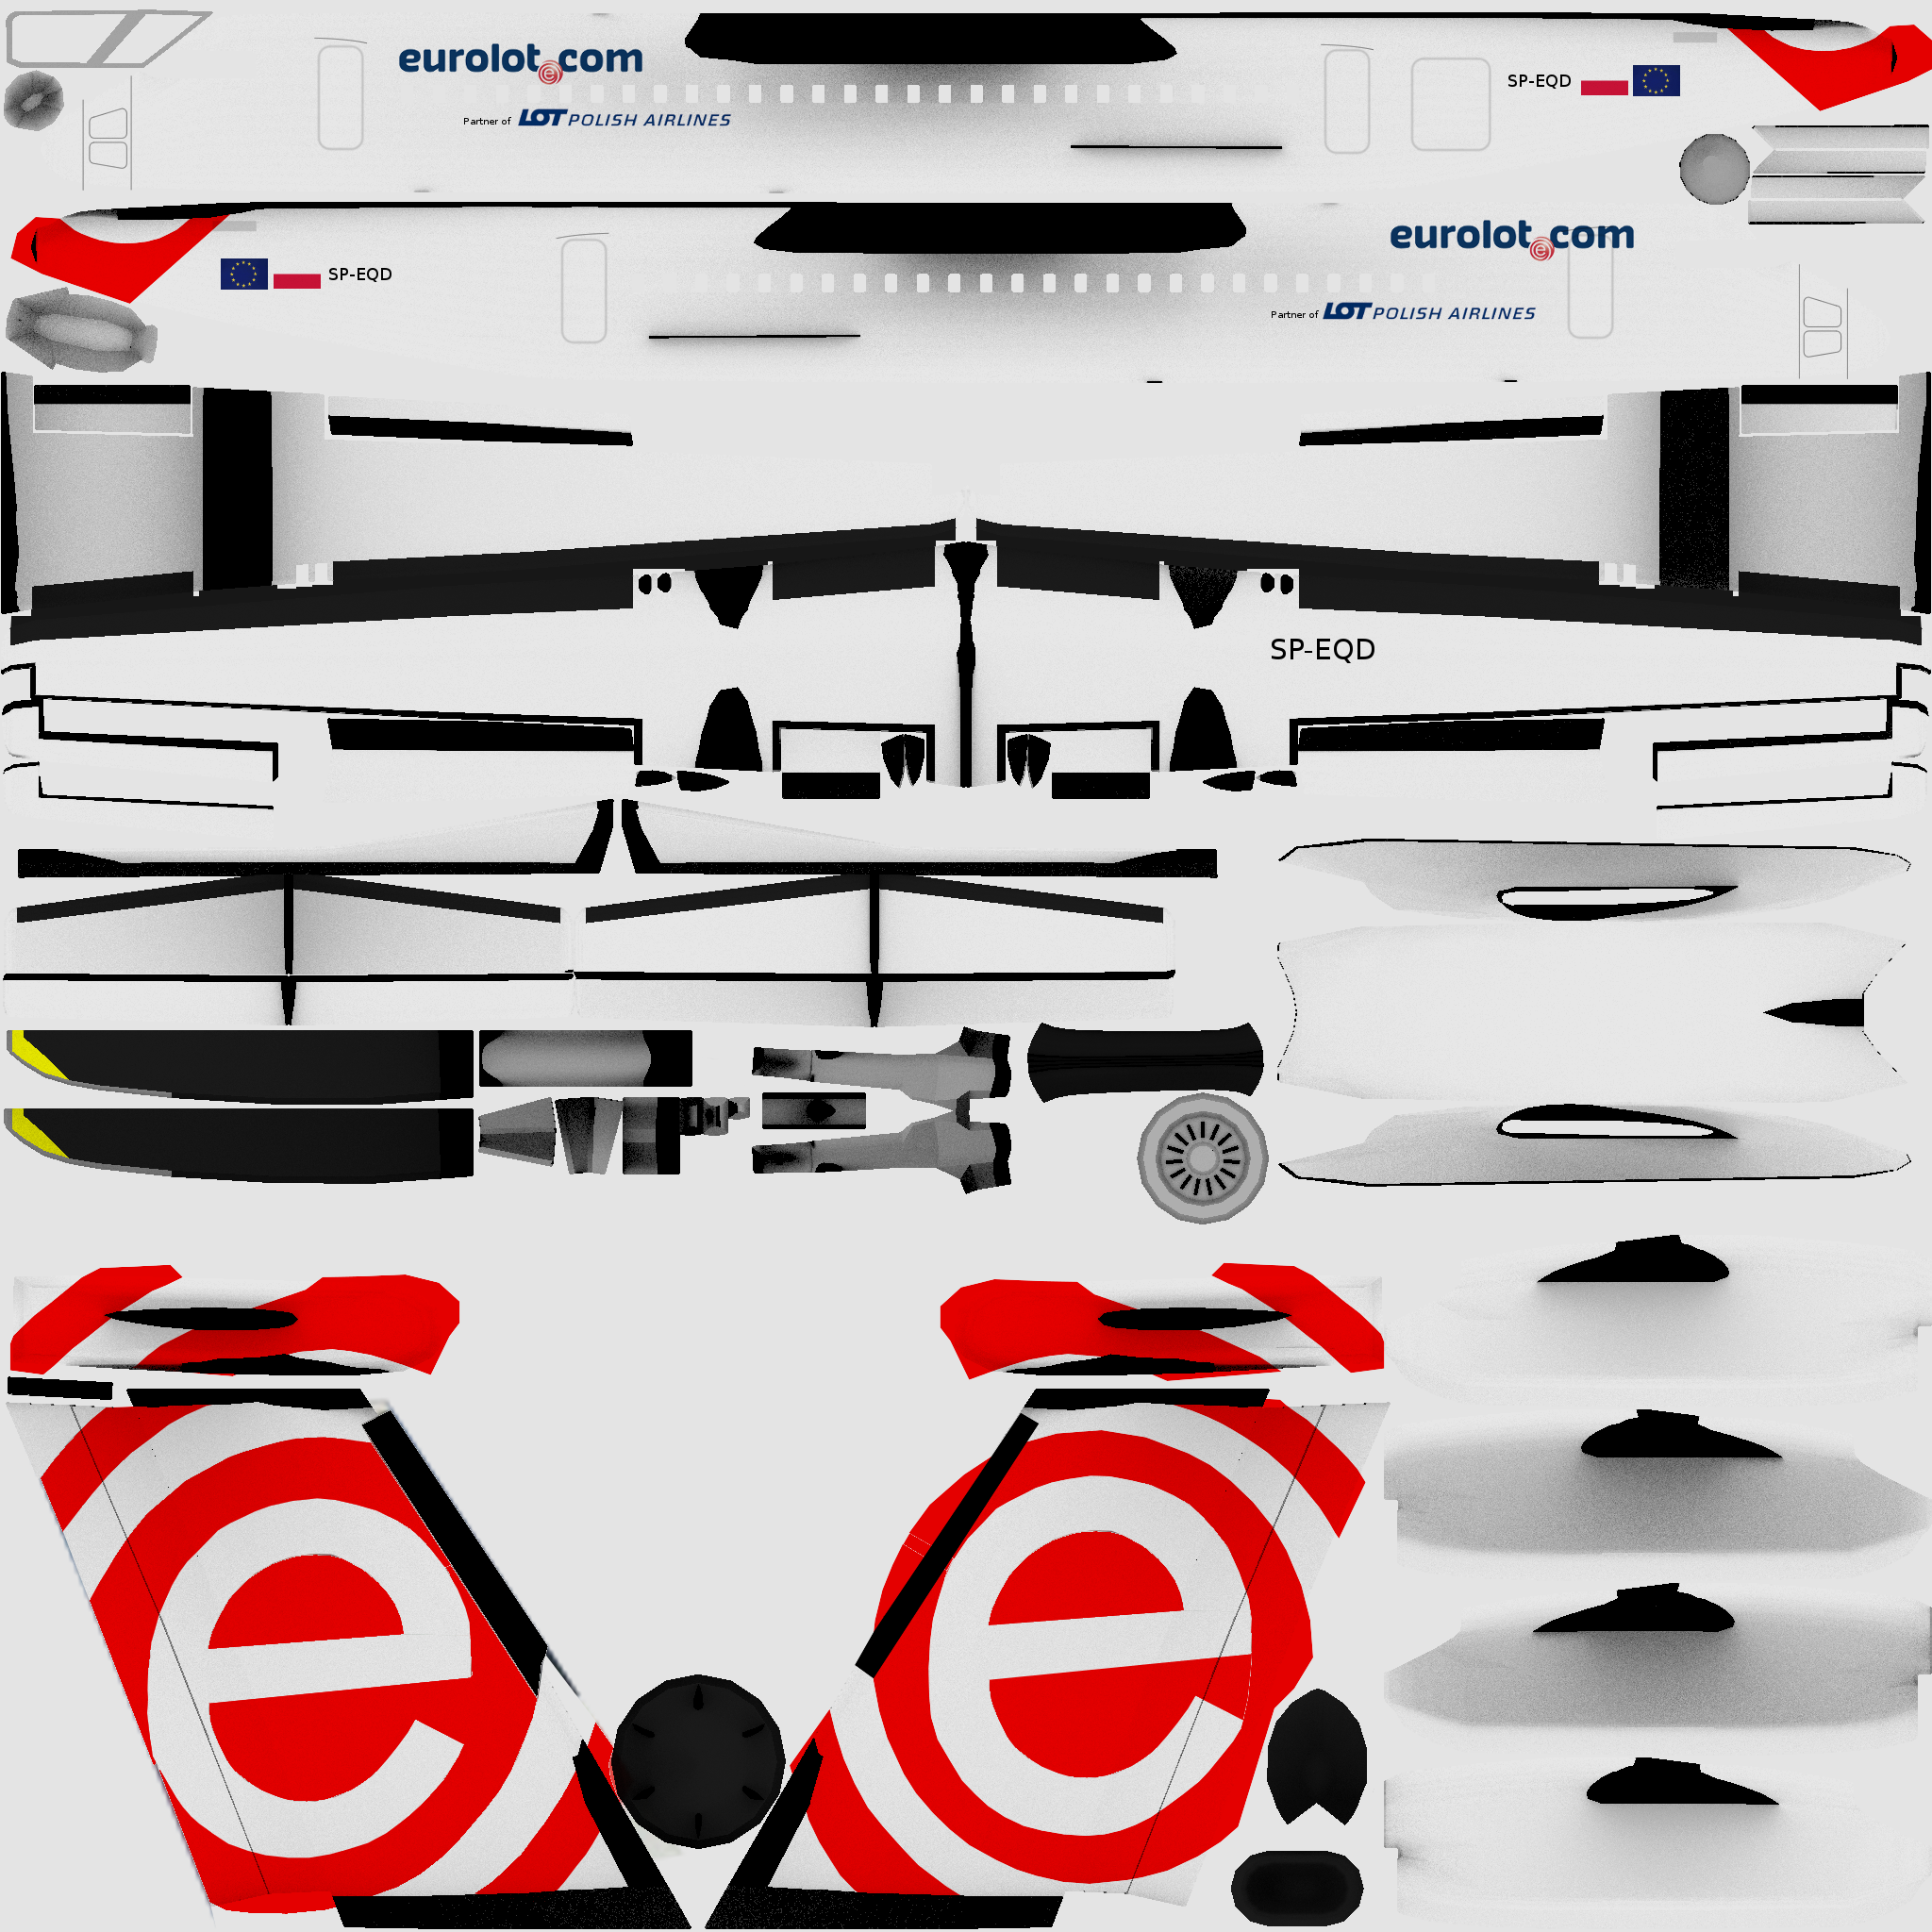 eurolot.com
SP-EQD
Partner of LOT POLISH AIRLINES
eurolot.com
SP-EQD
Partner of LOT POLISH AIRLINES
SP-EQD
e
e